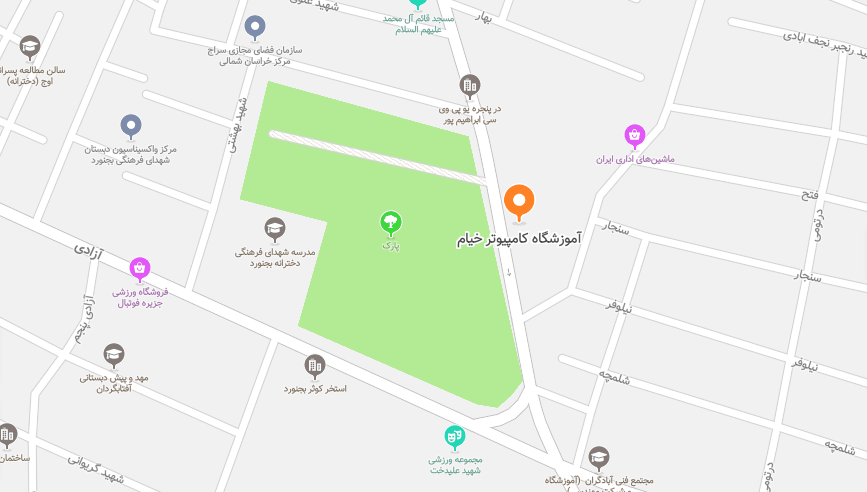 شهید علوی
مسجد قائم آل محمد
علیهم السلام
بهار
شهید رنجبر نجف آبادی
سازمان فضای مجازی سراج
مرکز خراسان شمالی
سالن مطالعه پسرانه
اوج (دخترانه)
در پنجره یو پی وی
سی ابراهیم پور
شهید بهشتی
مرکز واکسیناسیون دبستان
شهدای فرهنگی بجنورد
ماشین‌های اداری ایران
فتح
درتومی
سنجار
آموزشگاه کامپیوتر خیام
پارک
مدرسه شهدای فرهنگی
دخترانه بجنورد
آزادی
سنجار
فروشگاه ورزشی
جزیره فوتبال
آزادی پنجم
نیلوفر
نیلوفر
مهد و پیش دبستانی
آفتابگردان
استخر کوثر بجنورد
شلمچه
شلمچه
ساختمان
شهید گریوانی
مجموعه ورزشی
شهید علیدخت
درتومی
مجتمع فنی آبادگران (آموزشگاه